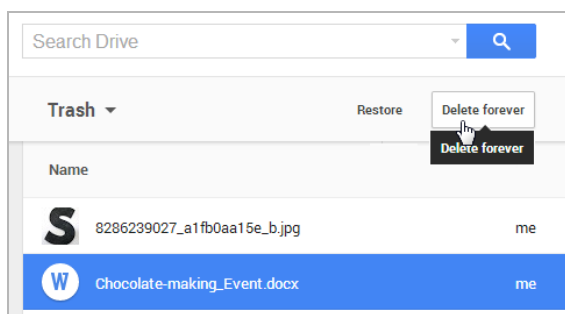 Search Drive
Trash
Restore
Delete forever
Delete forever
Name
S
8286239027_a1fb0aa15e_b.jpg
me
W
Chocolate-making_Event.docx
me